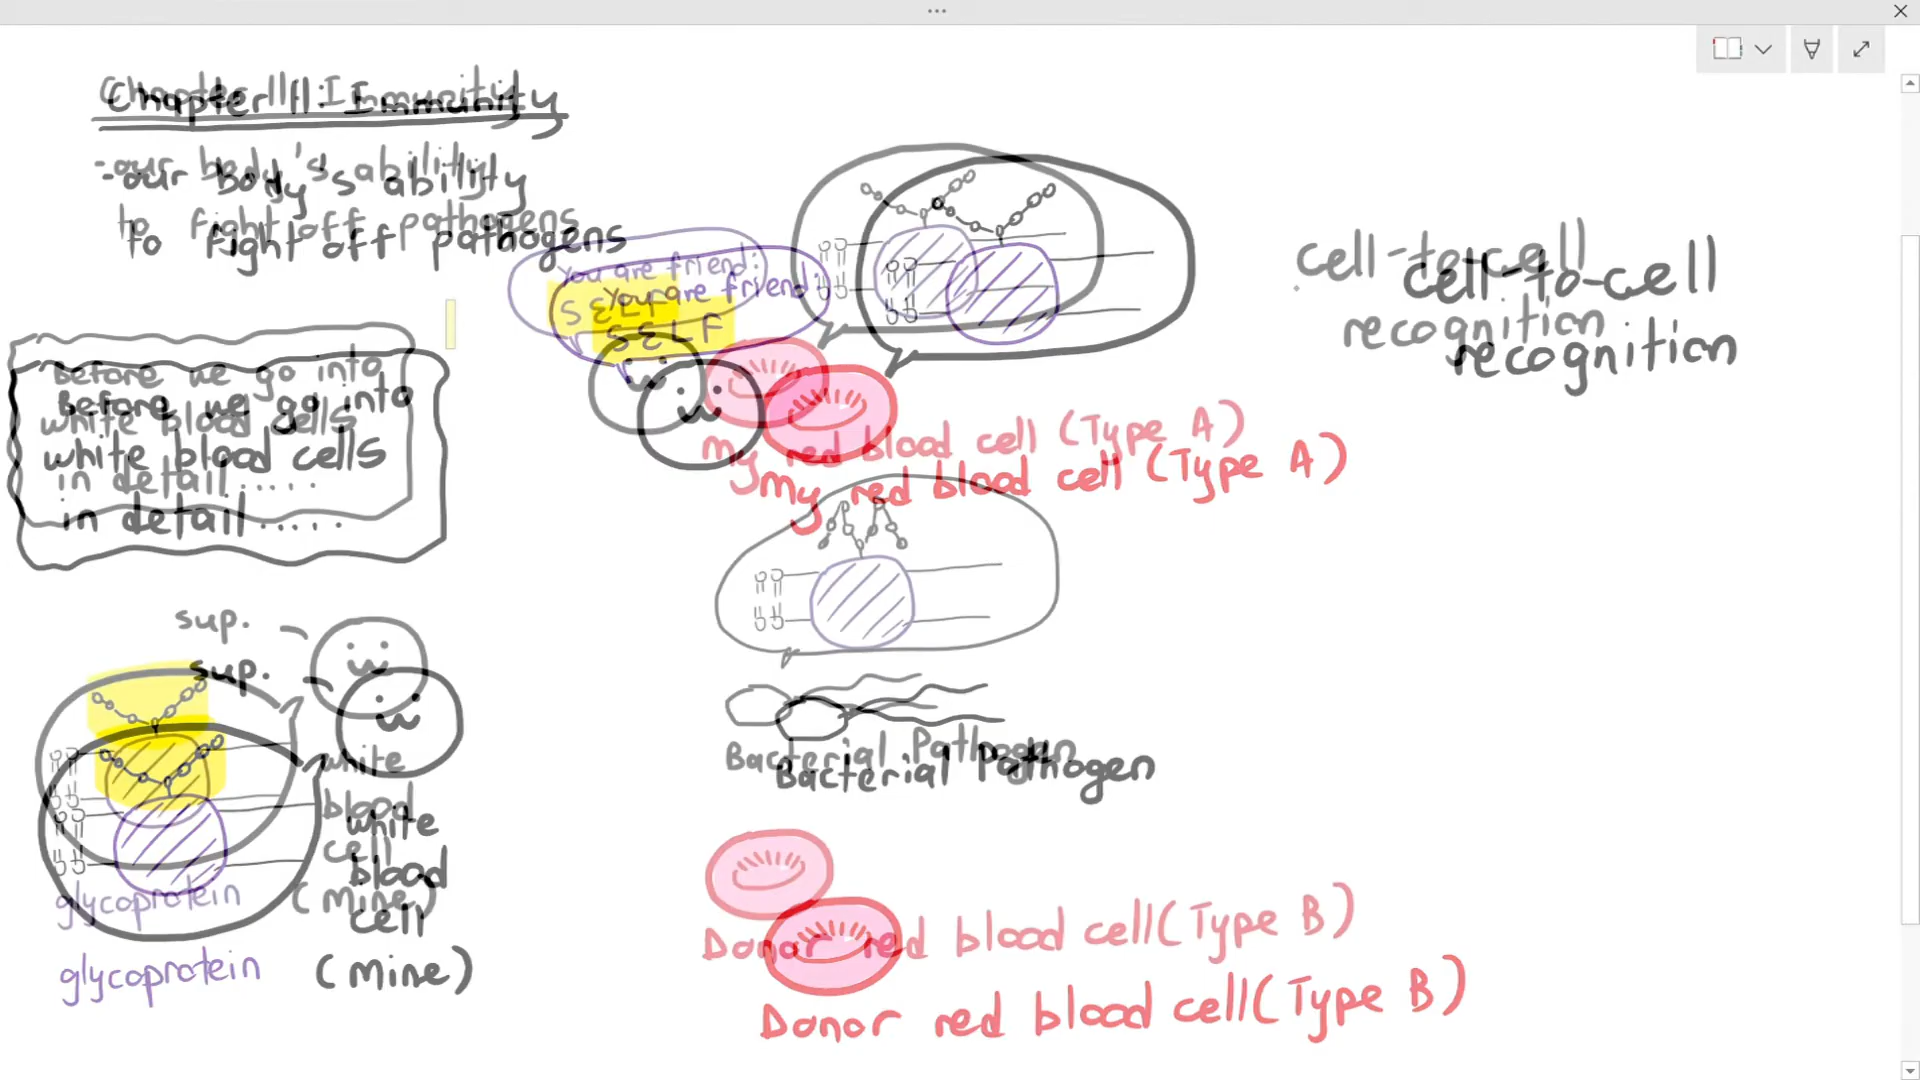 Chapter 11: Immunity
- our body's ability
to fight off pathogens
You are friend:
SELF
cell-to-cell
recognition
Before we go into
white blood cells
in detail.....
My red blood cell (Type A)
sup.
white
blood
cell
(mine)
glycoprotein
Bacterial Pathogen
Donor red blood cell (Type B)